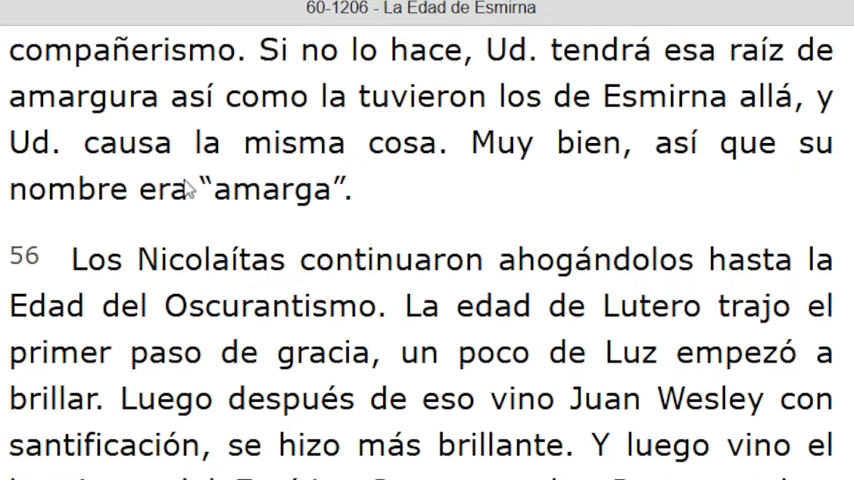 60-1206 - La Edad de Esmirna
compañerismo. Si no lo hace, Ud. tendrá esa raíz de
amargura así como la tuvieron los de Esmirna allá, y
Ud. causa la misma cosa. Muy bien, así que su
nombre era “amarga”.
56 Los Nicolaítas continuaron ahogándolos hasta la
Edad del Oscurantismo. La edad de Lutero trajo el
primer paso de gracia, un poco de Luz empezó a
brillar. Luego después de eso vino Juan Wesley con
santificación, se hizo más brillante. Y luego vino el